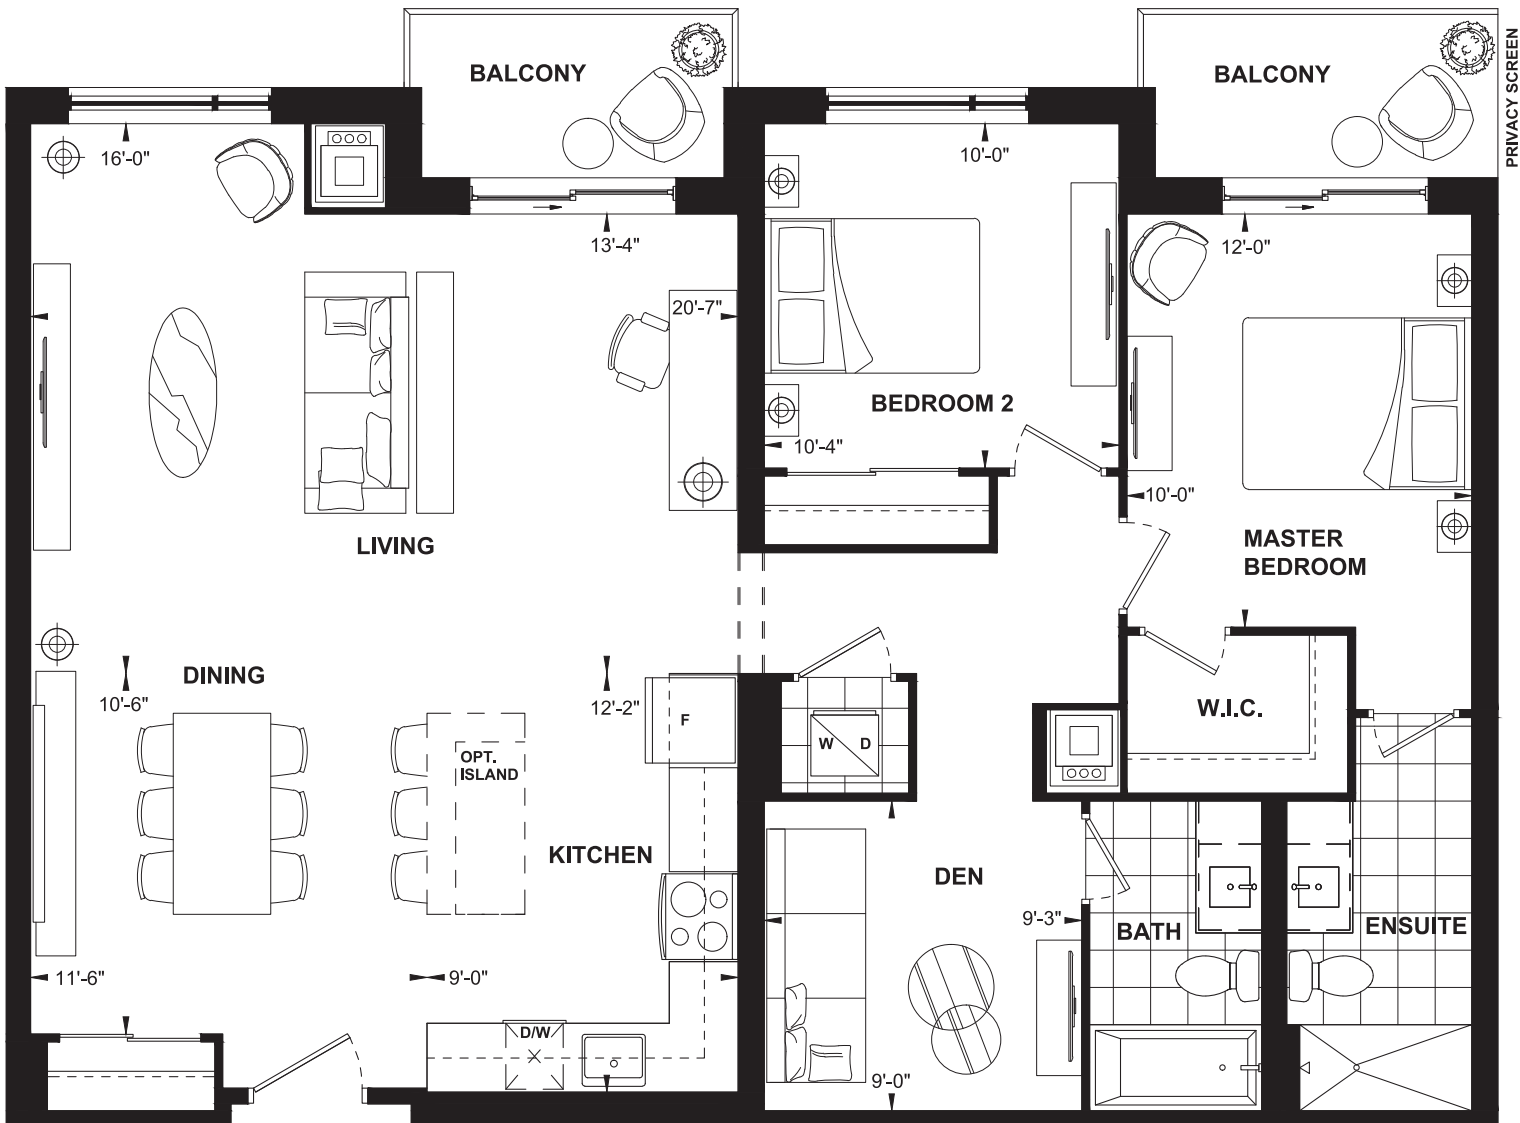 BALCONY
BALCONY
PRIVACY SCREEN
16'-0"
10'-0"
13'-4"
12'-0"
20'-7"
BEDROOM 2
10'-4"
10'-0"
LIVING
MASTER
BEDROOM
DINING
10'-6"
12'-2"
F
W.I.C.
W D
OPT.
ISLAND
KITCHEN
DEN
9'-3"
BATH
ENSUITE
11'-6"
9'-0"
D/W
9'-0"